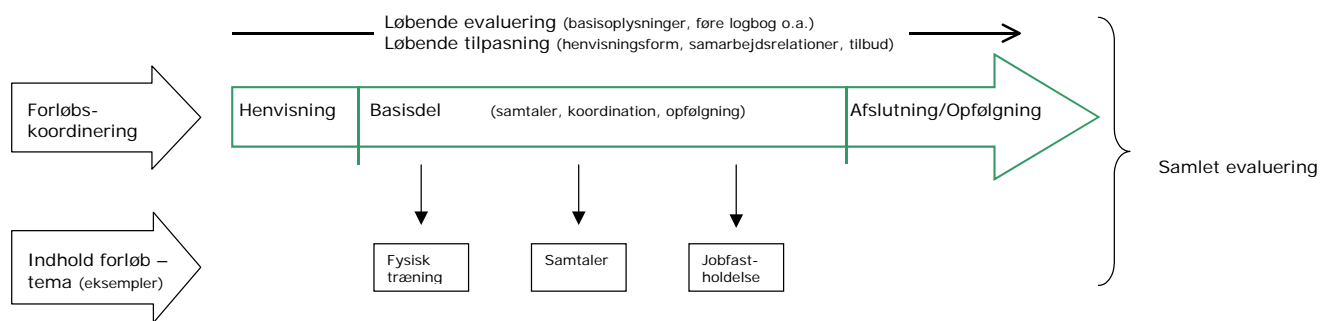 Løbende evaluering (basisoplysninger, føre logbog o.a.)
Løbende tilpasning (henvisningsform, samarbejdsrelationer, tilbud)
Forløbs-
koordinering
Henvisning
Basisdel (samtaler, koordination, opfølgning)
Afslutning/Opfølgning
Samlet evaluering
Indhold forløb –
tema (eksempler)
Fysisk
træning
Samtaler
Jobfast-
holdelse